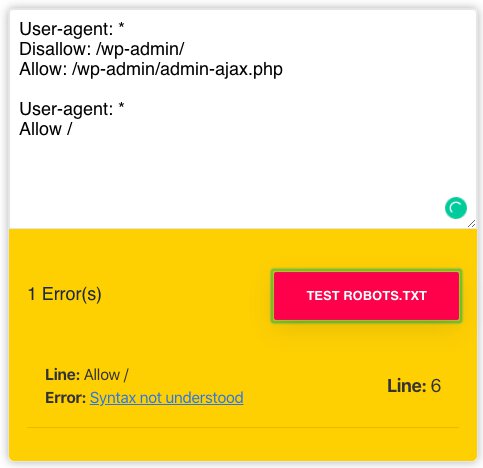 User-agent: *
Disallow: /wp-admin/
Allow: /wp-admin/admin-ajax.php
User-agent: *
Allow /
1 Error(s)
TEST ROBOTS.TXT
Line: Allow /
Error: Syntax not understood
Line: 6